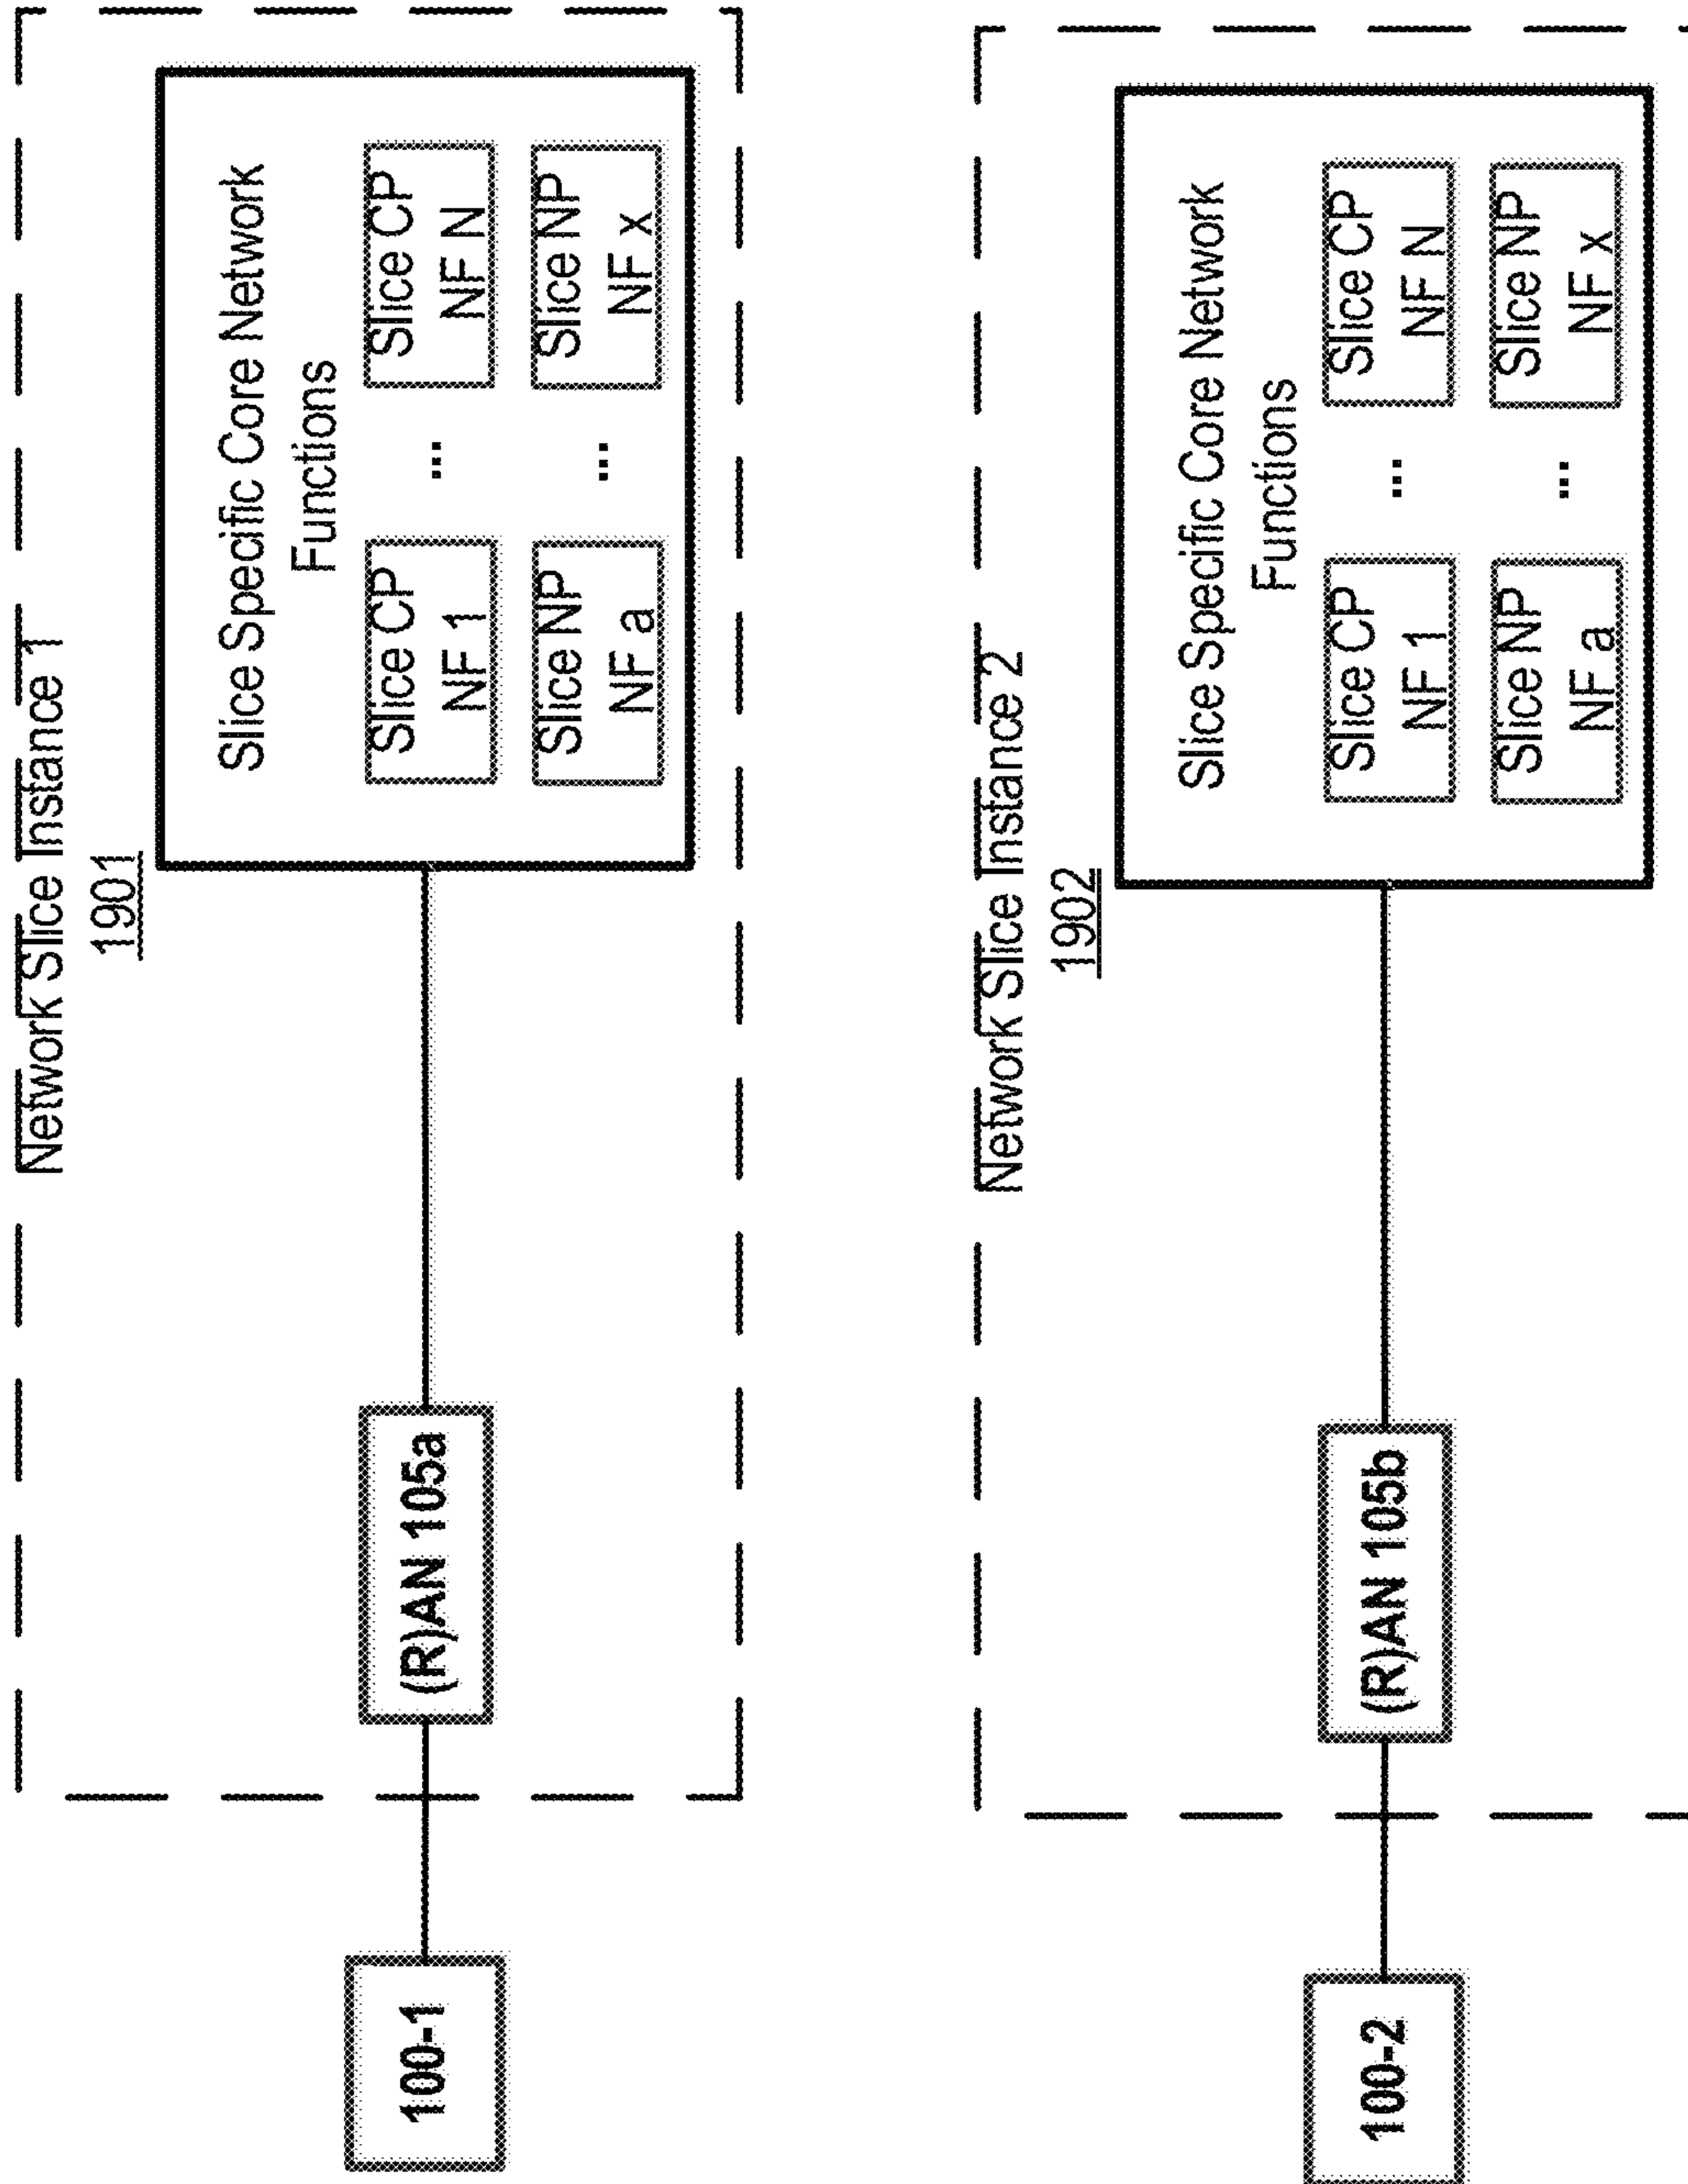 Network Slice Instance 1
1901
Slice Specific Core Network
Functions
Slice CP
NF 1
...
Slice CP
NF N
Slice NP
NF a
...
Slice NP
NF x
(R)AN 105a
100-1
Network Slice Instance 2
1902
Slice Specific Core Network
Functions
Slice CP
NF 1
...
Slice CP
NF N
Slice NP
NF a
...
Slice NP
NF x
(R)AN 105b
100-2